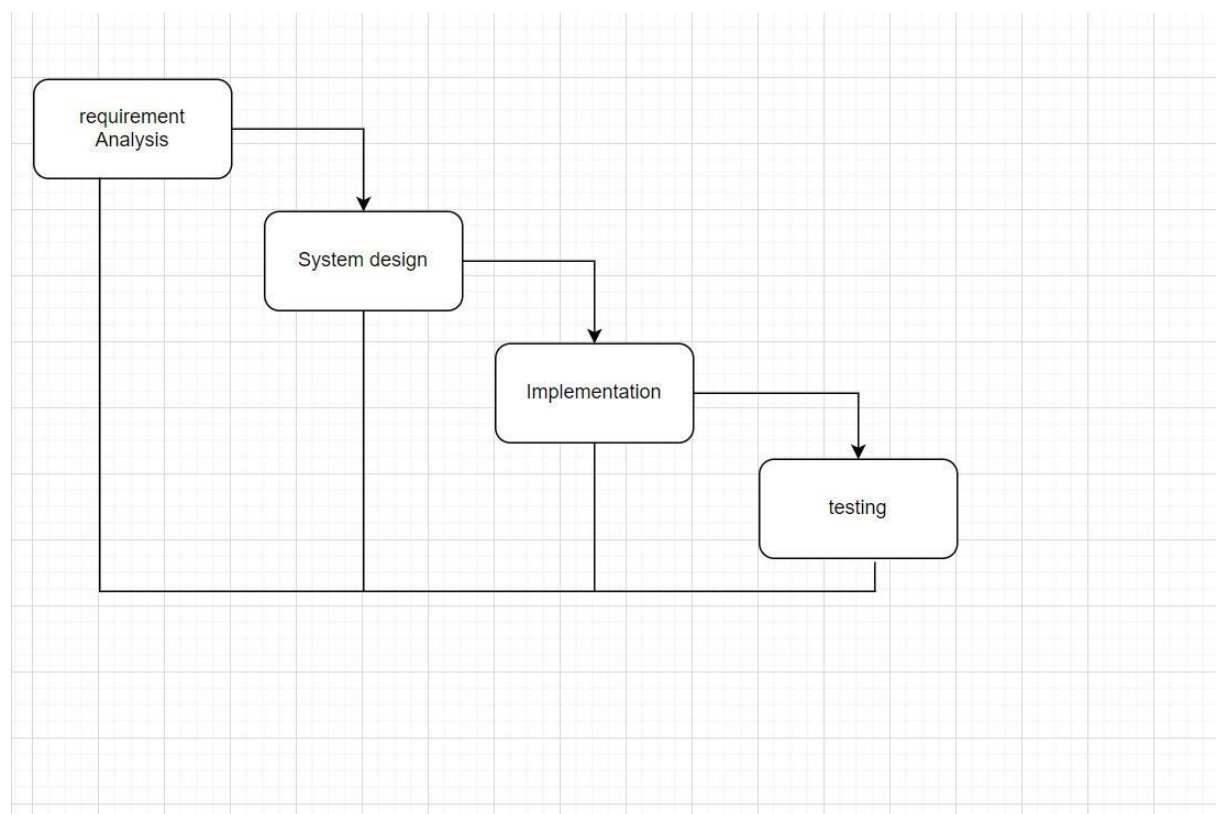 requirement
Analysis
System design
Implementation
testing